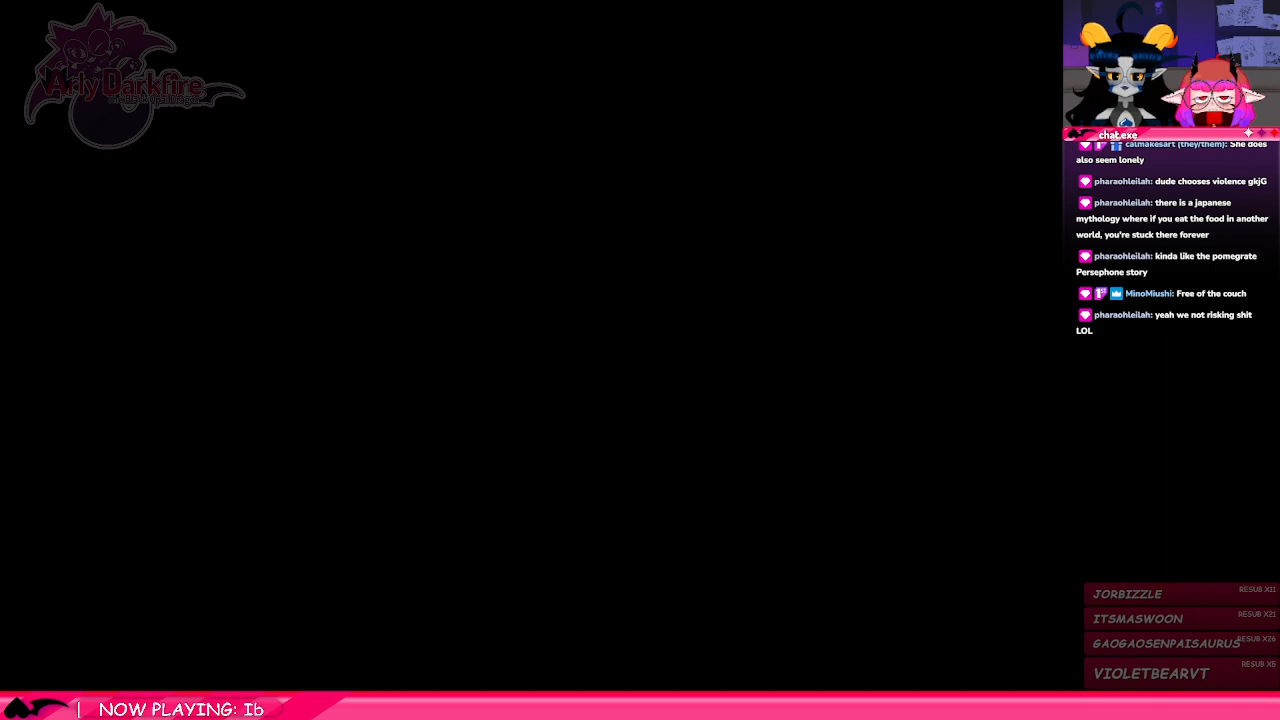 Arly Darkfire
chat.exe
calmakesart (they/them): She does
also seem lonely
pharaohleilah: dude chooses violence gkjG
pharaohleilah: there is a japanese
mythology where if you eat the food in another
world, you're stuck there forever
pharaohleilah: kinda like the pomegrate
Persephone story
MinoMiushi: Free of the couch
pharaohleilah: yeah we not risking shit
LOL
JORBIZZLE RESUB X11
ITSMASWOON RESUB X21
GAOGAOSENPAISAURUS RESUB X26
VIOLETBEARVT RESUB X5
NOW PLAYING: Ib